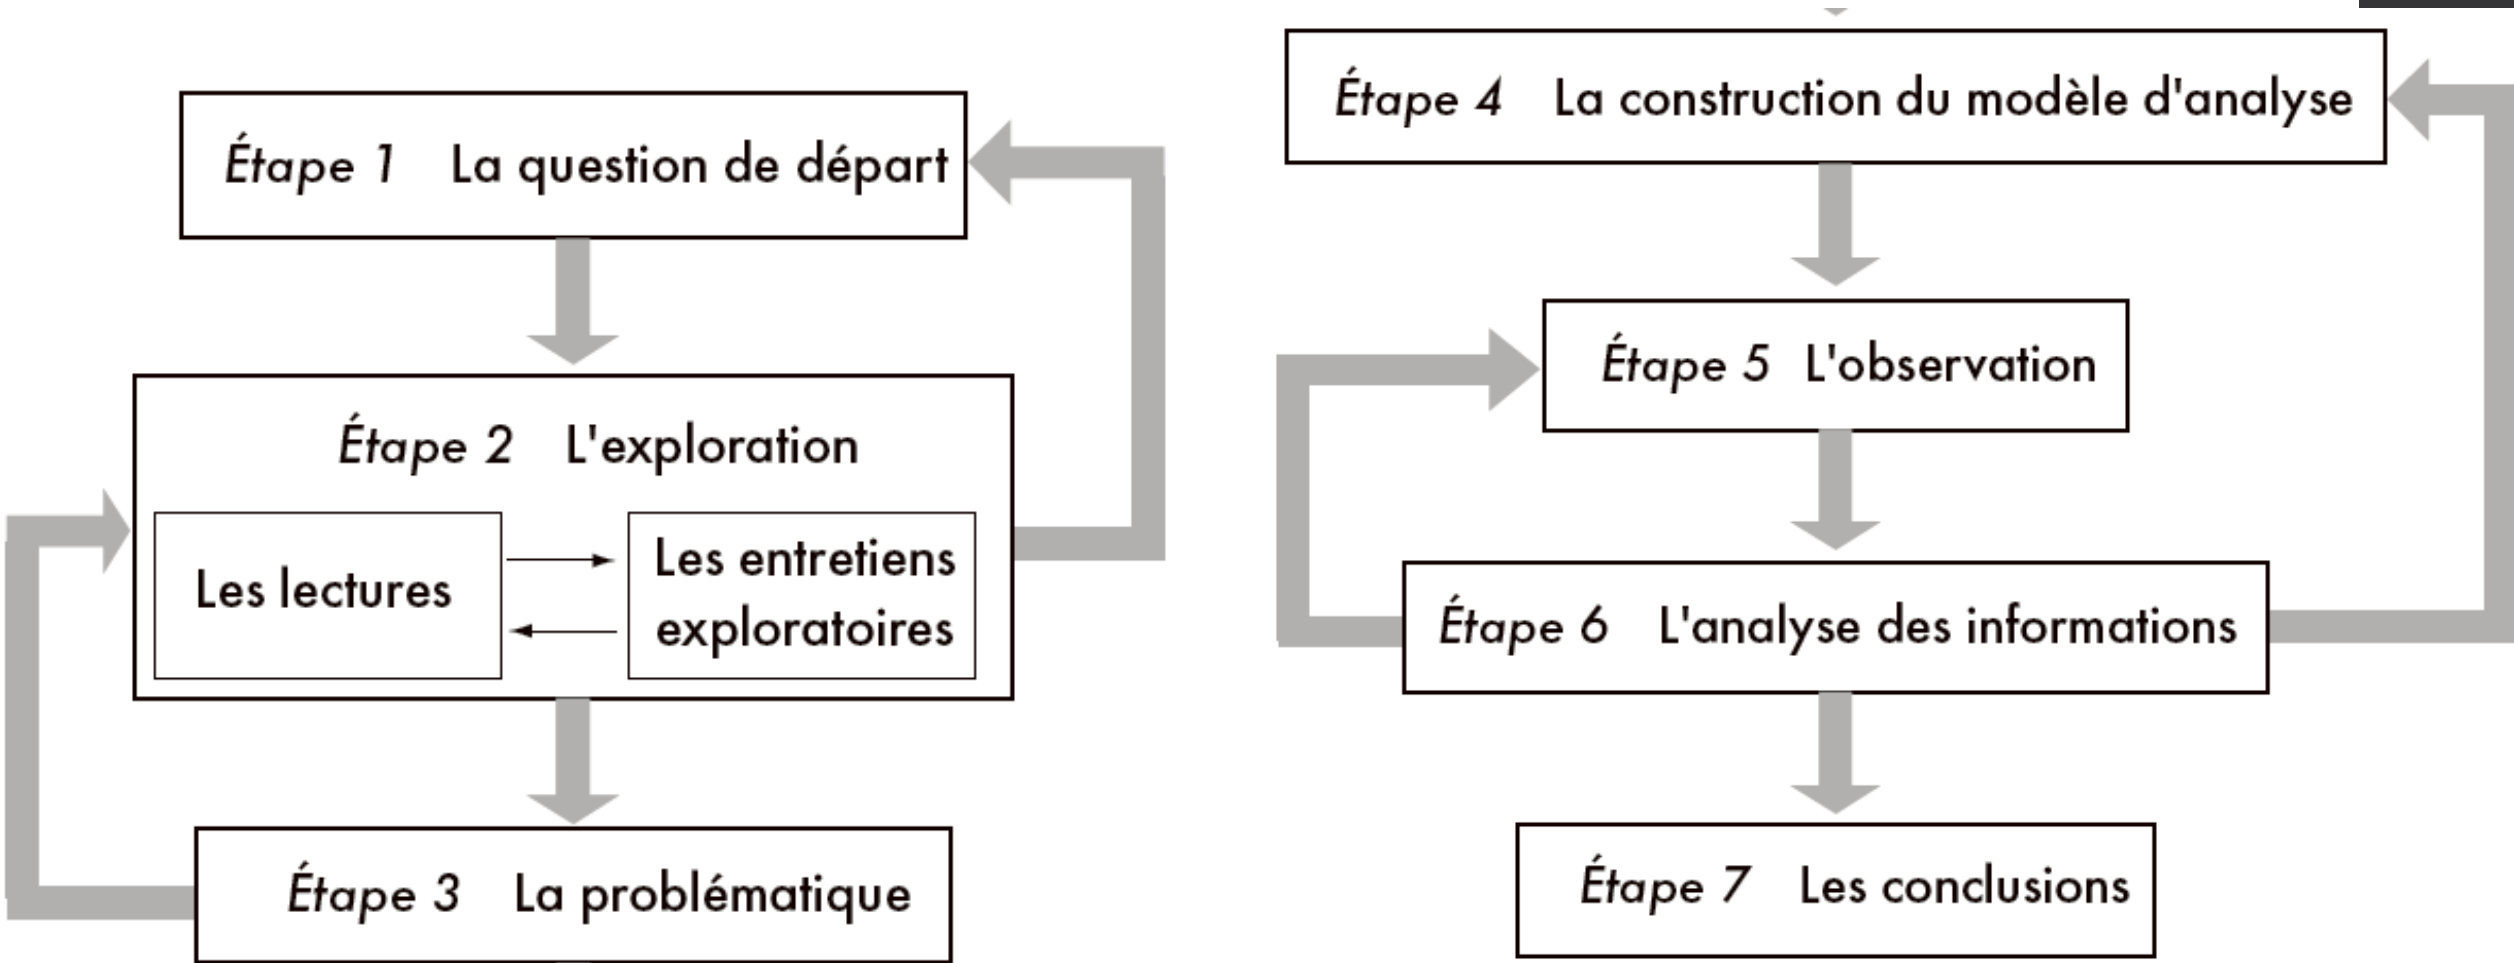 Étape 1 La question de départ
Étape 2 L'exploration
Les lectures
Les entretiens
exploratoires
Étape 3 La problématique
Étape 4 La construction du modèle d'analyse
Étape 5 L'observation
Étape 6 L'analyse des informations
Étape 7 Les conclusions